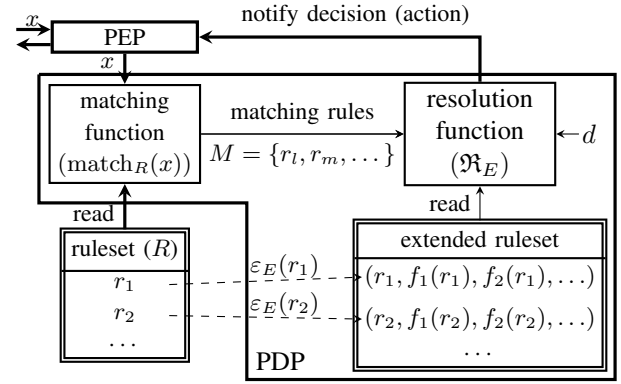 notify decision (action)
x
PEP
x
matching
function
(match_R(x))
matching rules
M = {r_l, r_m, . . . }
resolution
function
(ℜ_E)
d
read
read
ruleset (R)
r_1
r_2
. . .
ε_E(r_1)
ε_E(r_2)
extended ruleset
(r_1, f_1(r_1), f_2(r_1), . . .)
(r_2, f_1(r_2), f_2(r_2), . . .)
. . .
PDP